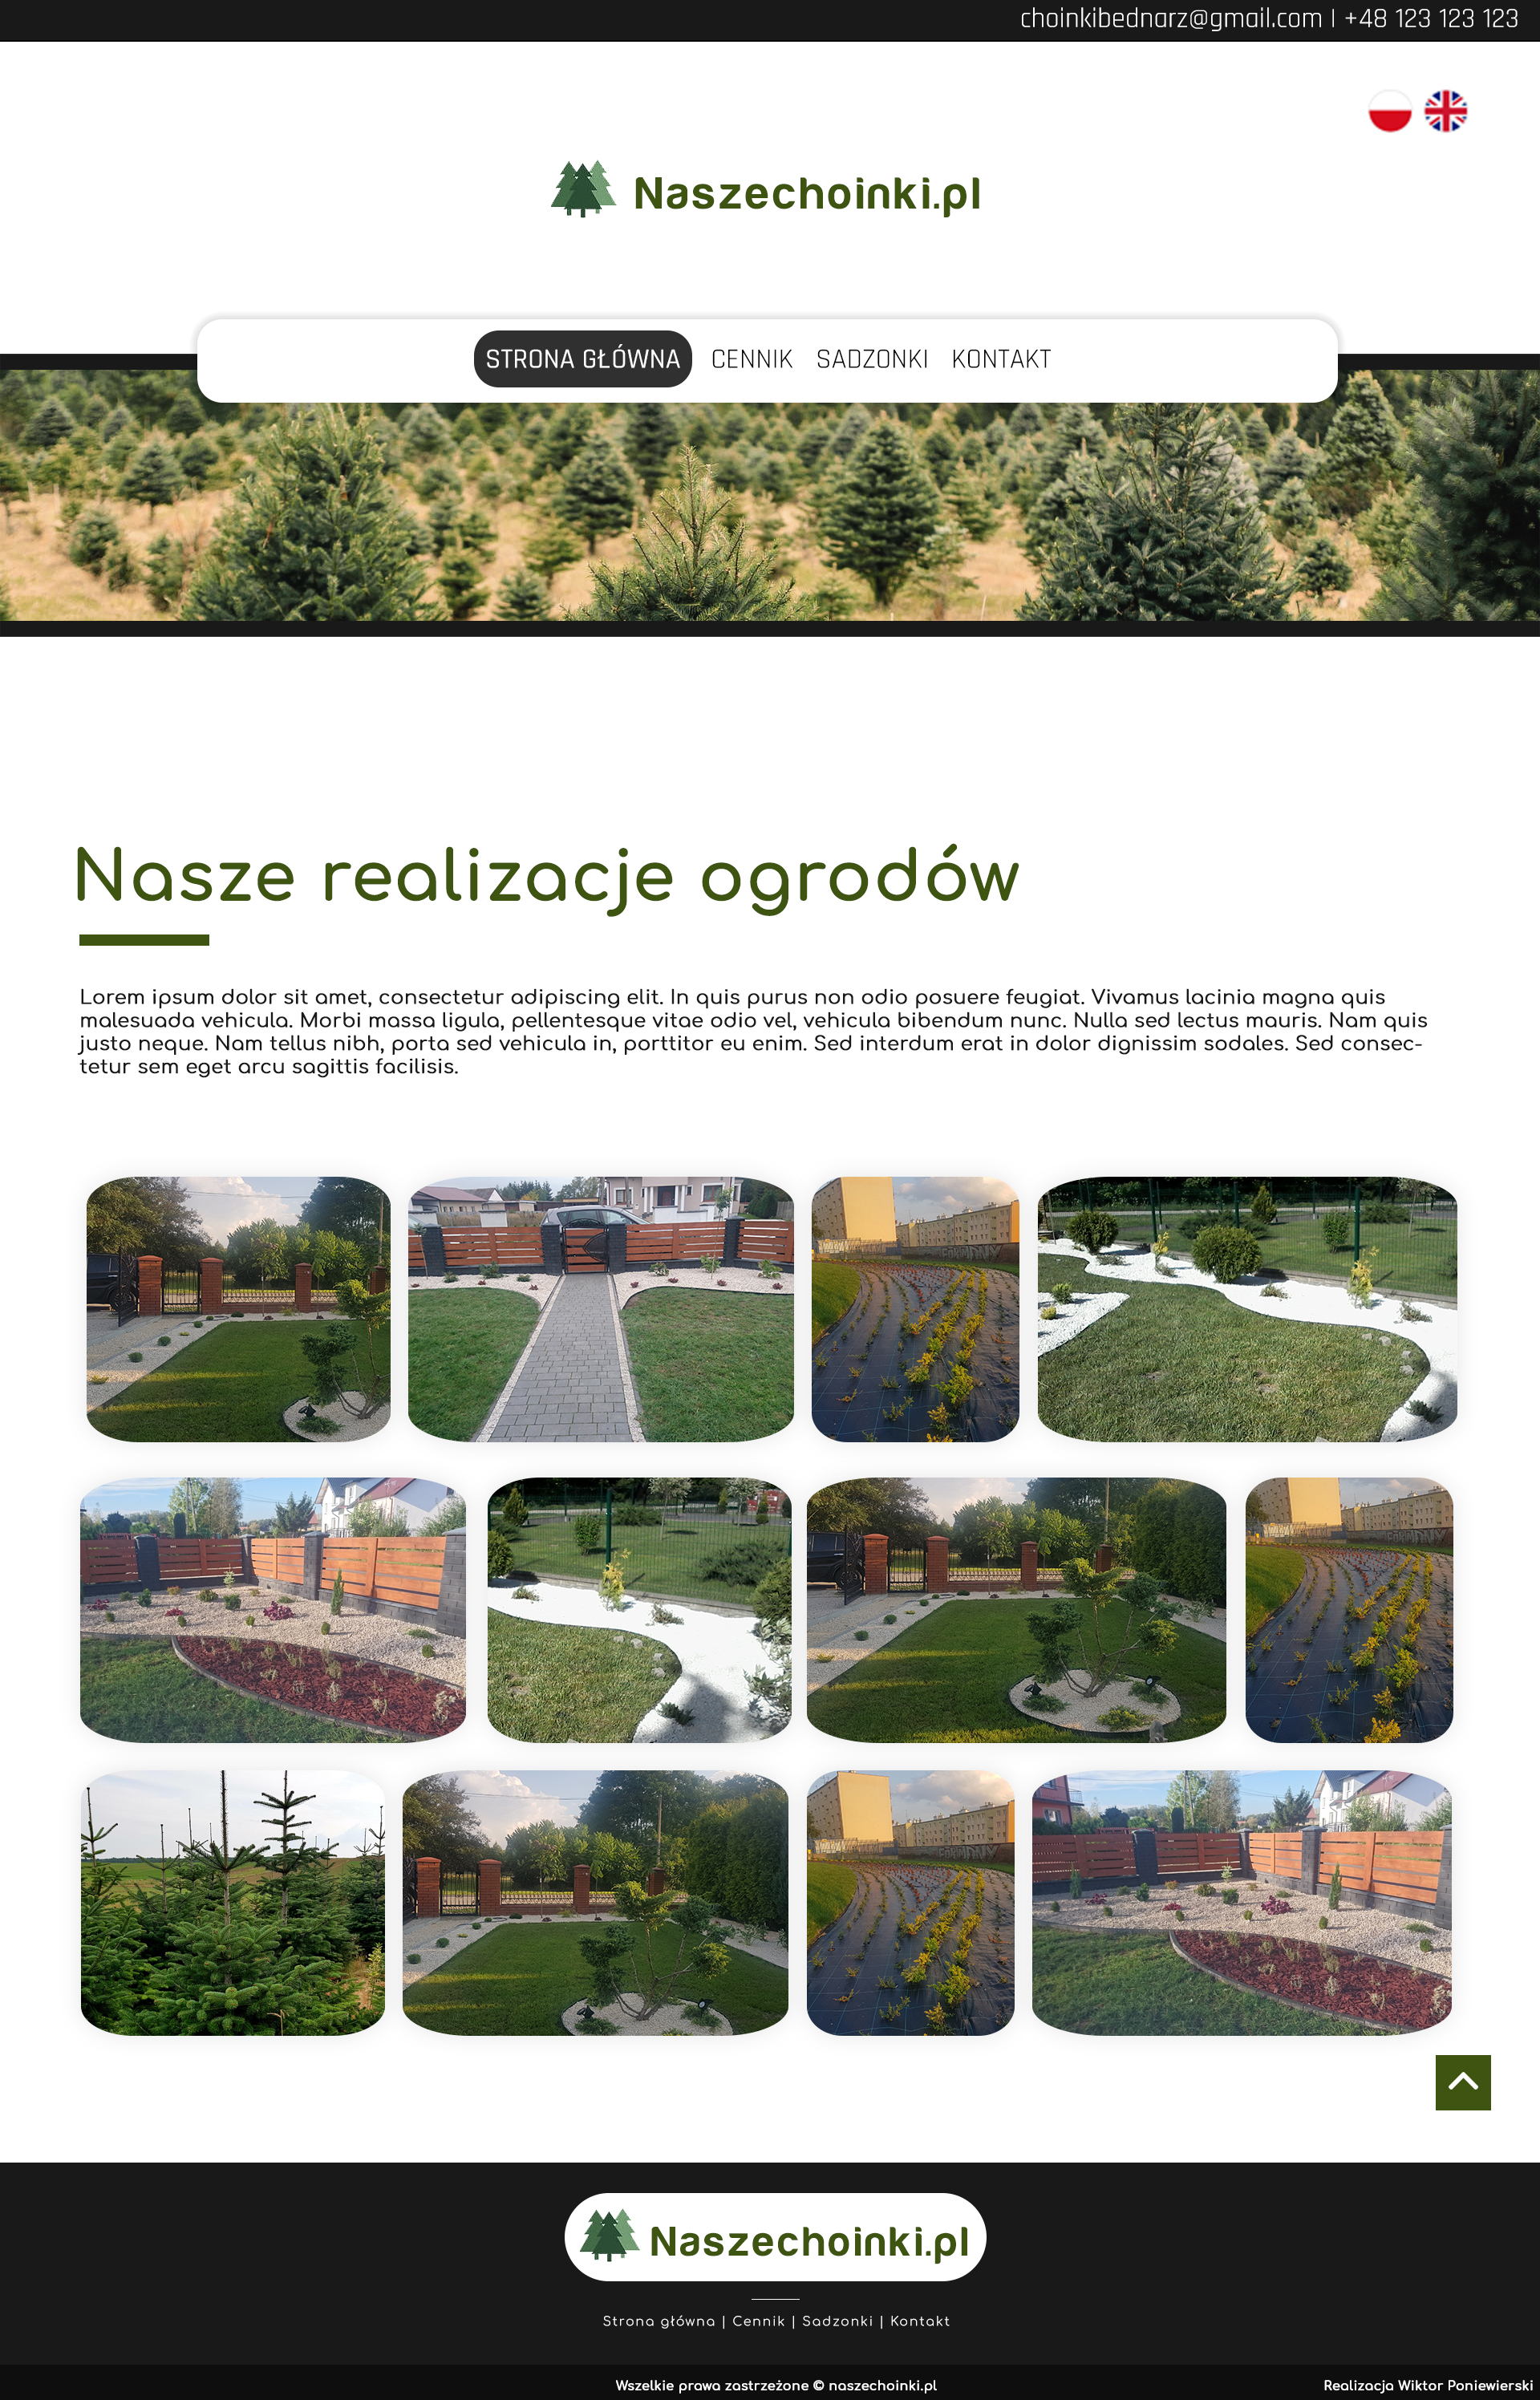 choinkibednarz@gmail.com | +48 123 123 123
Naszechoinki.pl
STRONA GŁÓWNA CENNIK SADZONKI KONTAKT
Nasze realizacje ogrodów
Lorem ipsum dolor sit amet, consectetur adipiscing elit. In quis purus non odio posuere feugiat. Vivamus lacinia magna quis
malesuada vehicula. Morbi massa ligula, pellentesque vitae odio vel, vehicula bibendum nunc. Nulla sed lectus mauris. Nam quis
justo neque. Nam tellus nibh, porta sed vehicula in, porttitor eu enim. Sed interdum erat in dolor dignissim sodales. Sed consec-
tetur sem eget arcu sagittis facilisis.
Naszechoinki.pl
Strona główna | Cennik | Sadzonki | Kontakt
Wszelkie prawa zastrzeżone © naszechoinki.pl
Realizacja Wiktor Poniewierski